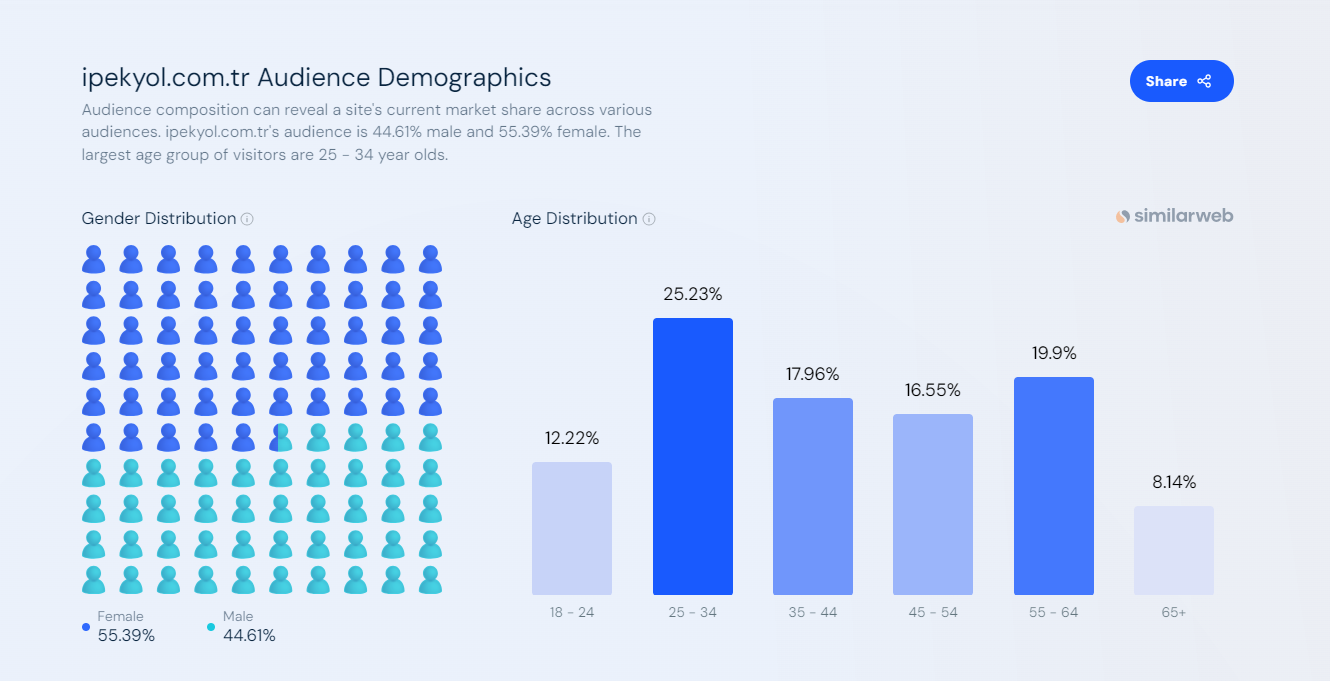 ipekyol.com.tr Audience Demographics
Share
Audience composition can reveal a site's current market share across various
audiences. ipekyol.com.tr's audience is 44.61% male and 55.39% female. The
largest age group of visitors are 25 - 34 year olds.
Gender Distribution
Age Distribution
similarweb
12.22%
25.23%
17.96%
16.55%
19.9%
8.14%
18 - 24
25 - 34
35 - 44
45 - 54
55 - 64
65+
Female
55.39%
Male
44.61%